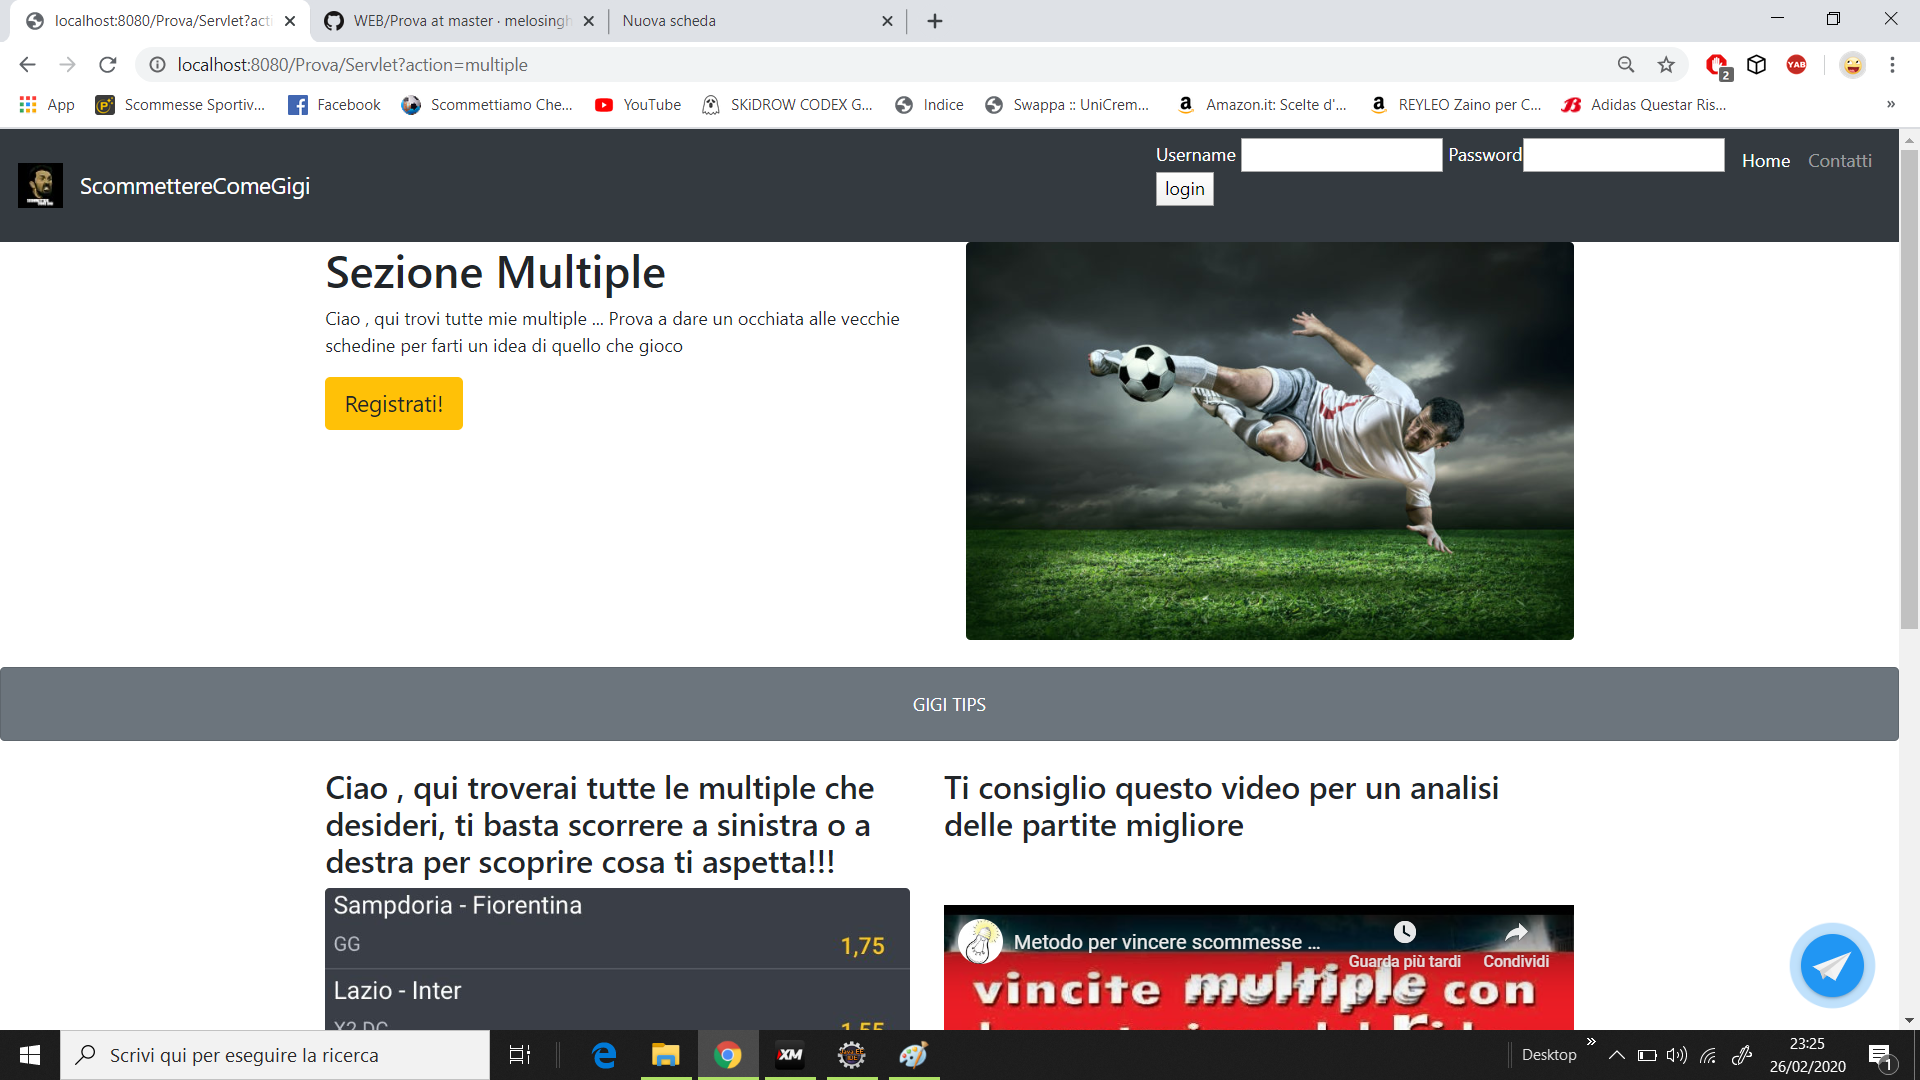 localhost:8080/Prova/Servlet?acti
WEB/Prova at master · melosingh
Nuova scheda
localhost:8080/Prova/Servlet?action=multiple
2
YAB
App
Scommesse Sportiv...
Facebook
Scommettiamo Che...
YouTube
SKiDROW CODEX G...
Indice
Swappa :: UniCrem...
Amazon.it: Scelte d'...
REYLEO Zaino per C...
Adidas Questar Ris...
»
ScommettereComeGigi
Username
Password
Home
Contatti
login
Sezione Multiple
Ciao , qui trovi tutte mie multiple ... Prova a dare un occhiata alle vecchie
schedine per farti un idea di quello che gioco
Registrati!
GIGI TIPS
Ciao , qui troverai tutte le multiple che
desideri, ti basta scorrere a sinistra o a
destra per scoprire cosa ti aspetta!!!
Ti consiglio questo video per un analisi
delle partite migliore
Sampdoria - Fiorentina
GG
1,75
Lazio - Inter
X2 DC
1,55
Metodo per vincere scommesse ...
Guarda più tardi
Condividi
vincite multiple con
Scrivi qui per eseguire la ricerca
XM
Desktop
»
23:25
26/02/2020
1